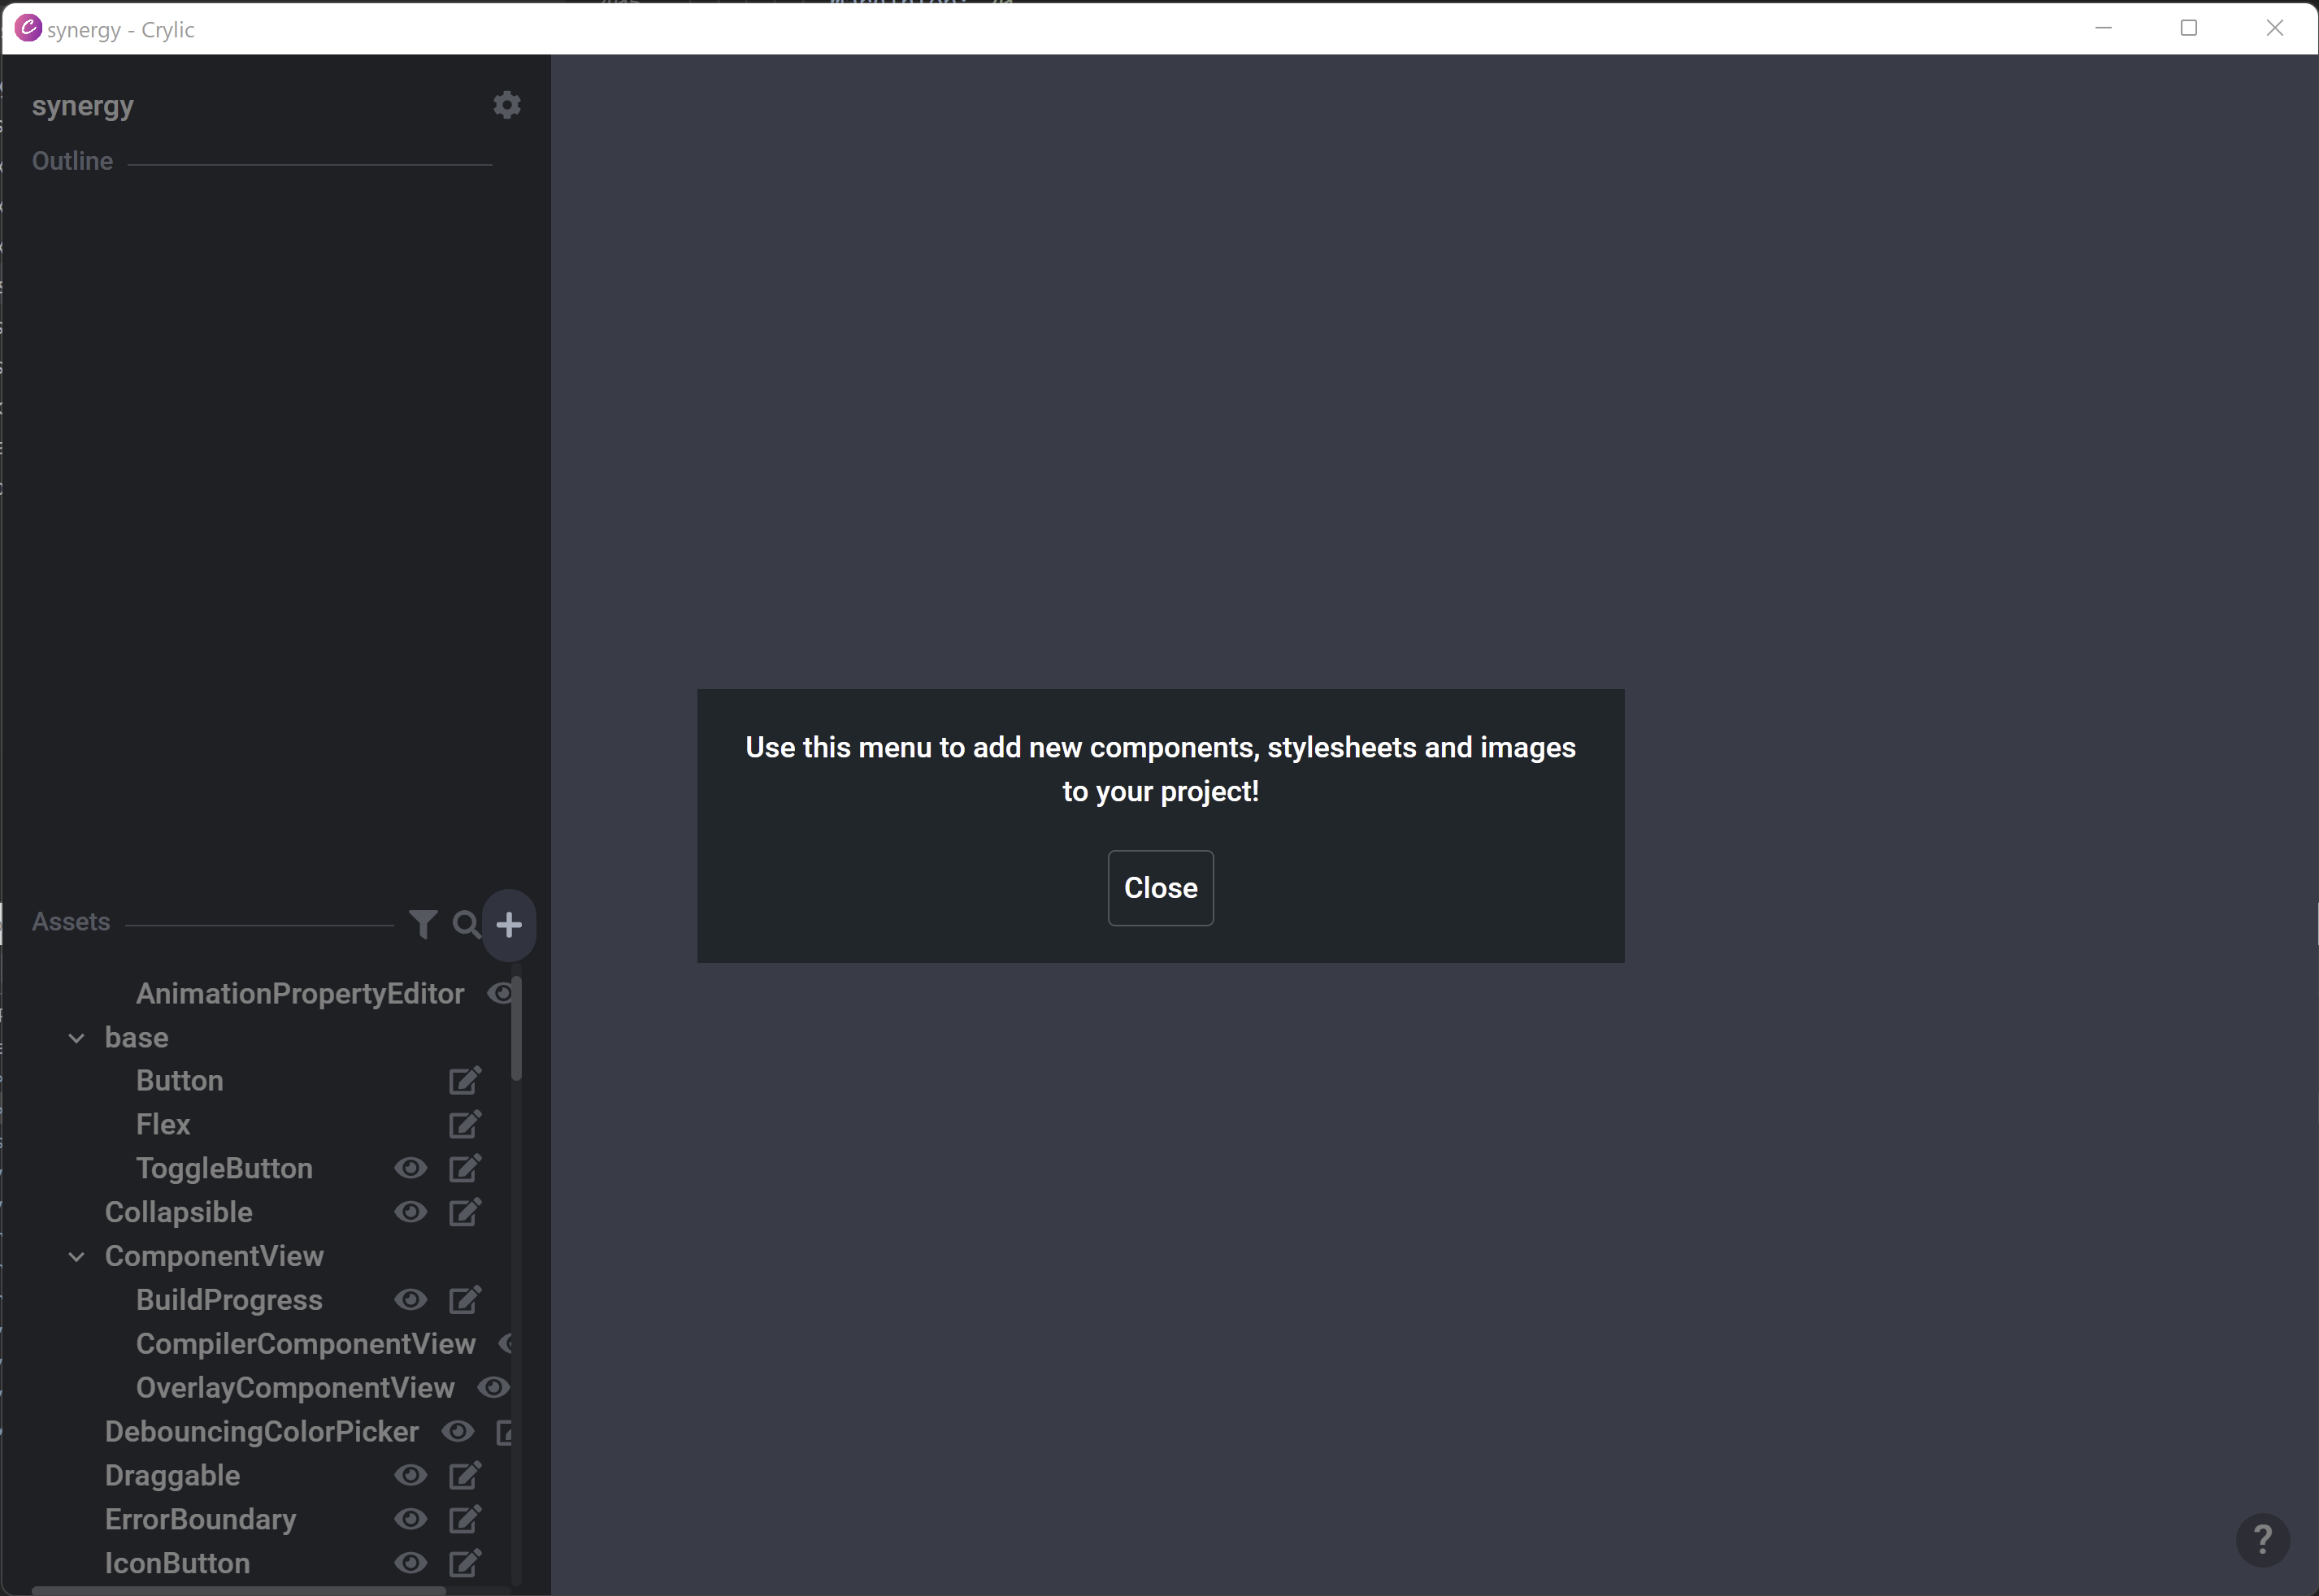 synergy - Crylic
synergy
Outline
Use this menu to add new components, stylesheets and images
to your project!
Close
Assets
AnimationPropertyEditor
base
Button
Flex
ToggleButton
Collapsible
ComponentView
BuildProgress
CompilerComponentView
OverlayComponentView
DebouncingColorPicker
Draggable
ErrorBoundary
IconButton
?